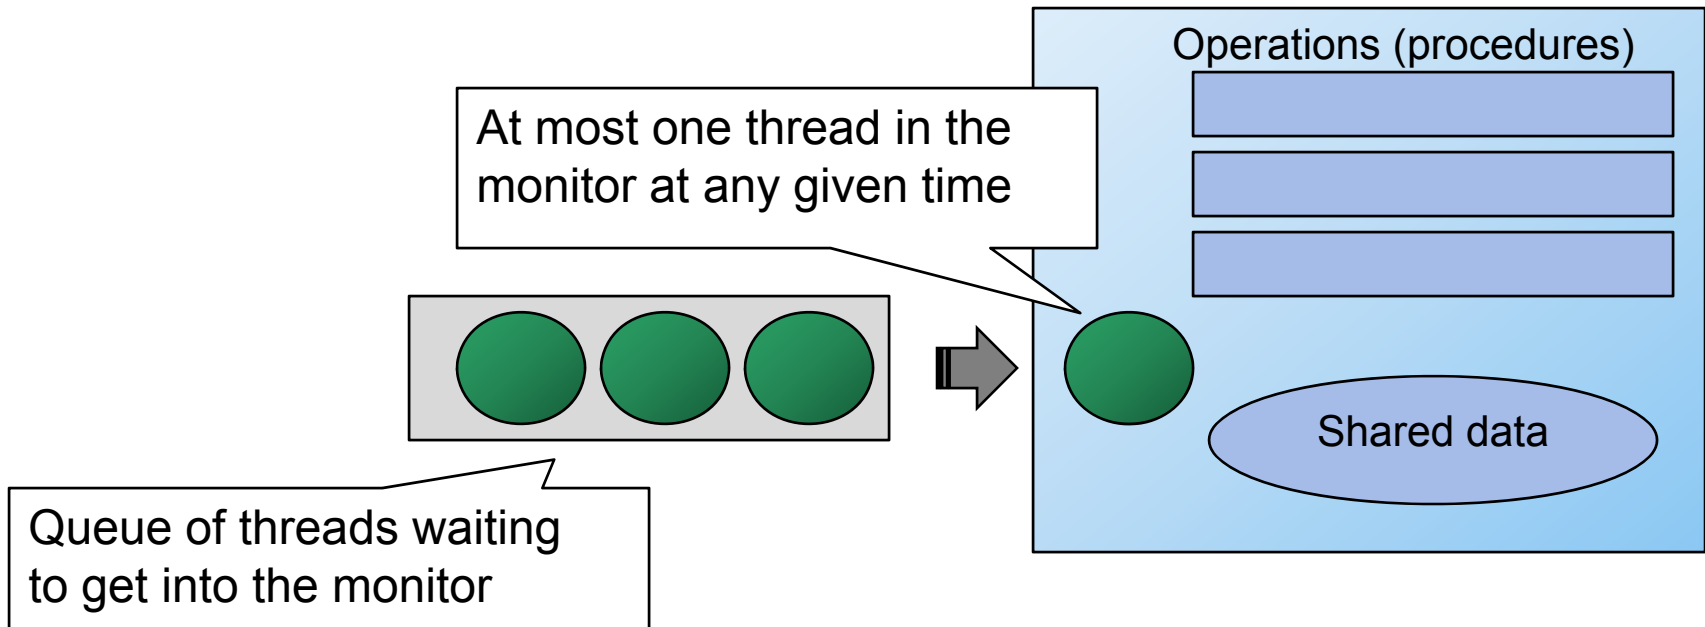 Operations (procedures)
At most one thread in the
monitor at any given time
Shared data
Queue of threads waiting
to get into the monitor